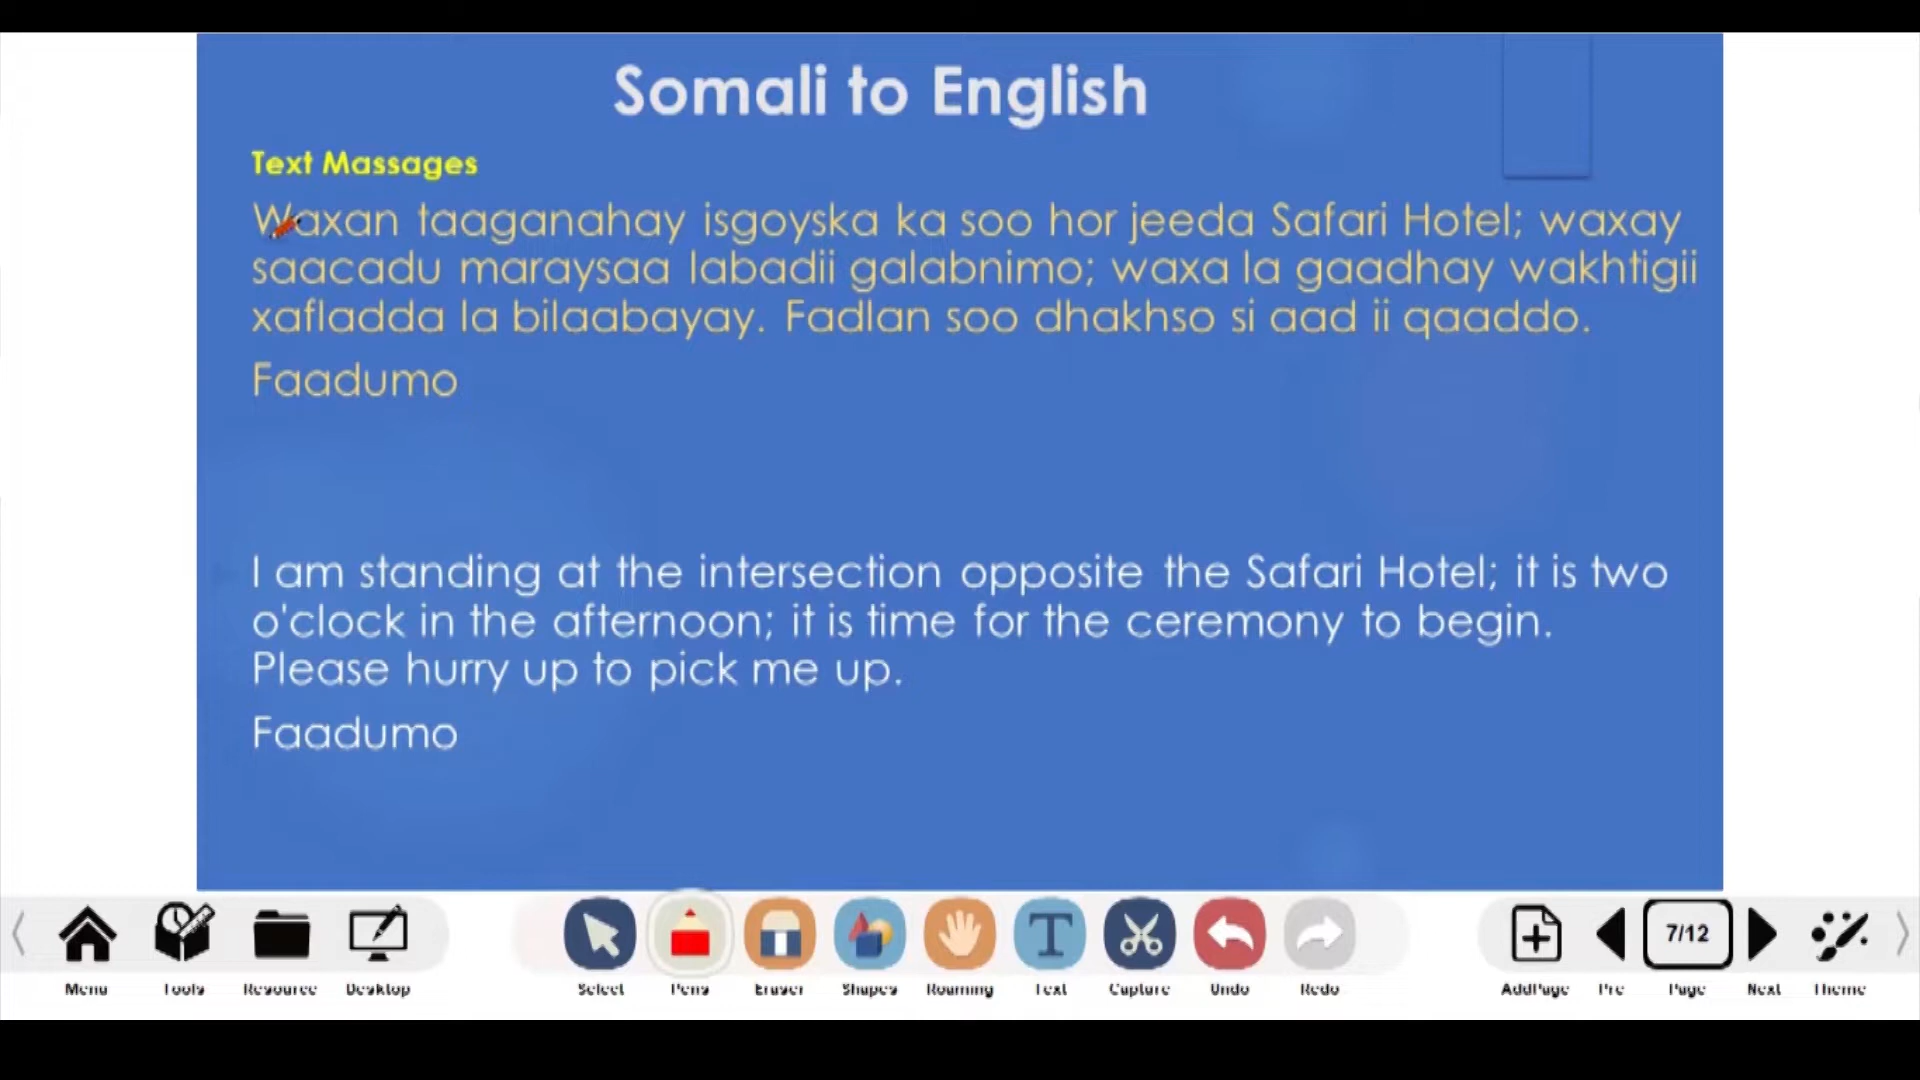 Somali to English
Text Massages
Waxan taaganahay isgoyska ka soo hor jeeda Safari Hotel; waxay
saacadu maraysaa labadii galabnimo; waxa la gaadhay wakhtigii
xafladda la bilaabayay. Fadlan soo dhakhso si aad ii qaaddo.
Faadumo
I am standing at the intersection opposite the Safari Hotel; it is two
o'clock in the afternoon; it is time for the ceremony to begin.
Please hurry up to pick me up.
Faadumo
7/12
Menu Tools Resource Desktop Select Pens Eraser Shapes Roaming Text Capture Undo Redo AddPage Pre Page Next Theme